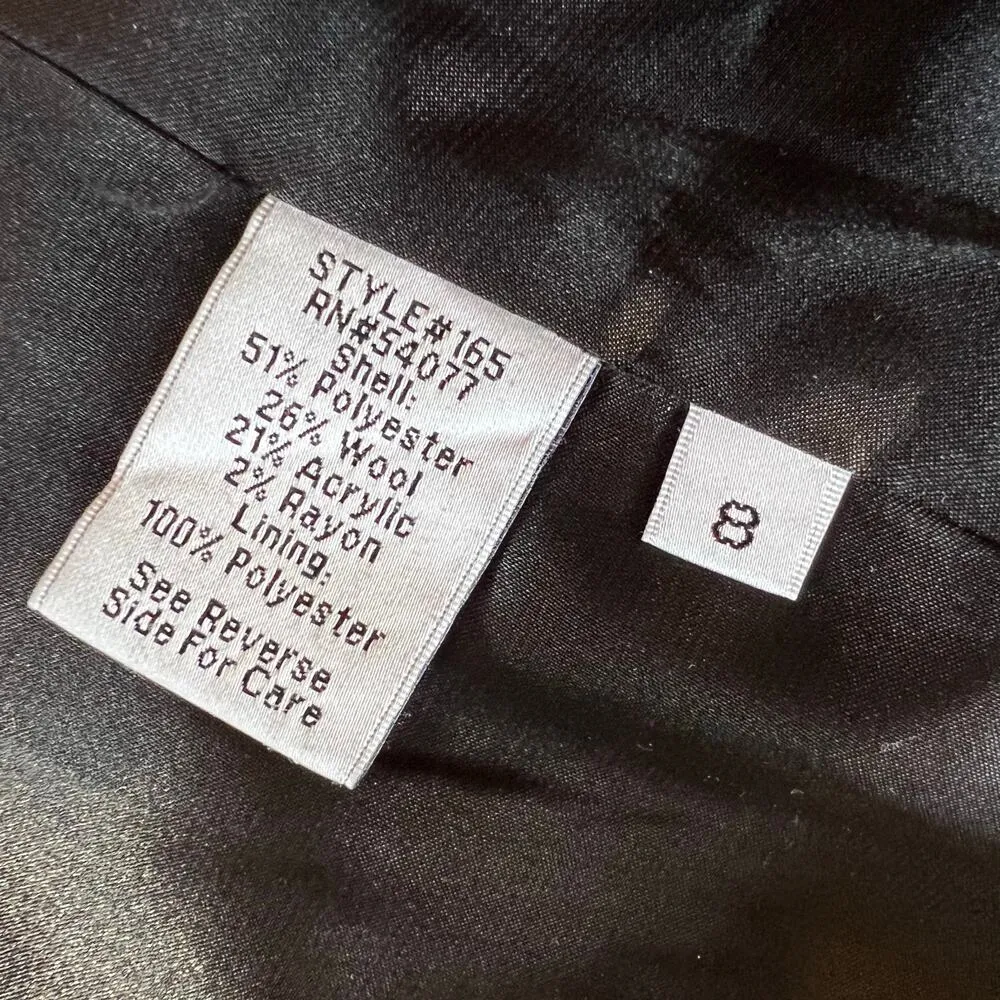 STYLE#165
RN#54077
Shell:
51% Polyester
26% Wool
21% Acrylic
2% Rayon
Lining:
100% Polyester
See Reverse
Side For Care
8